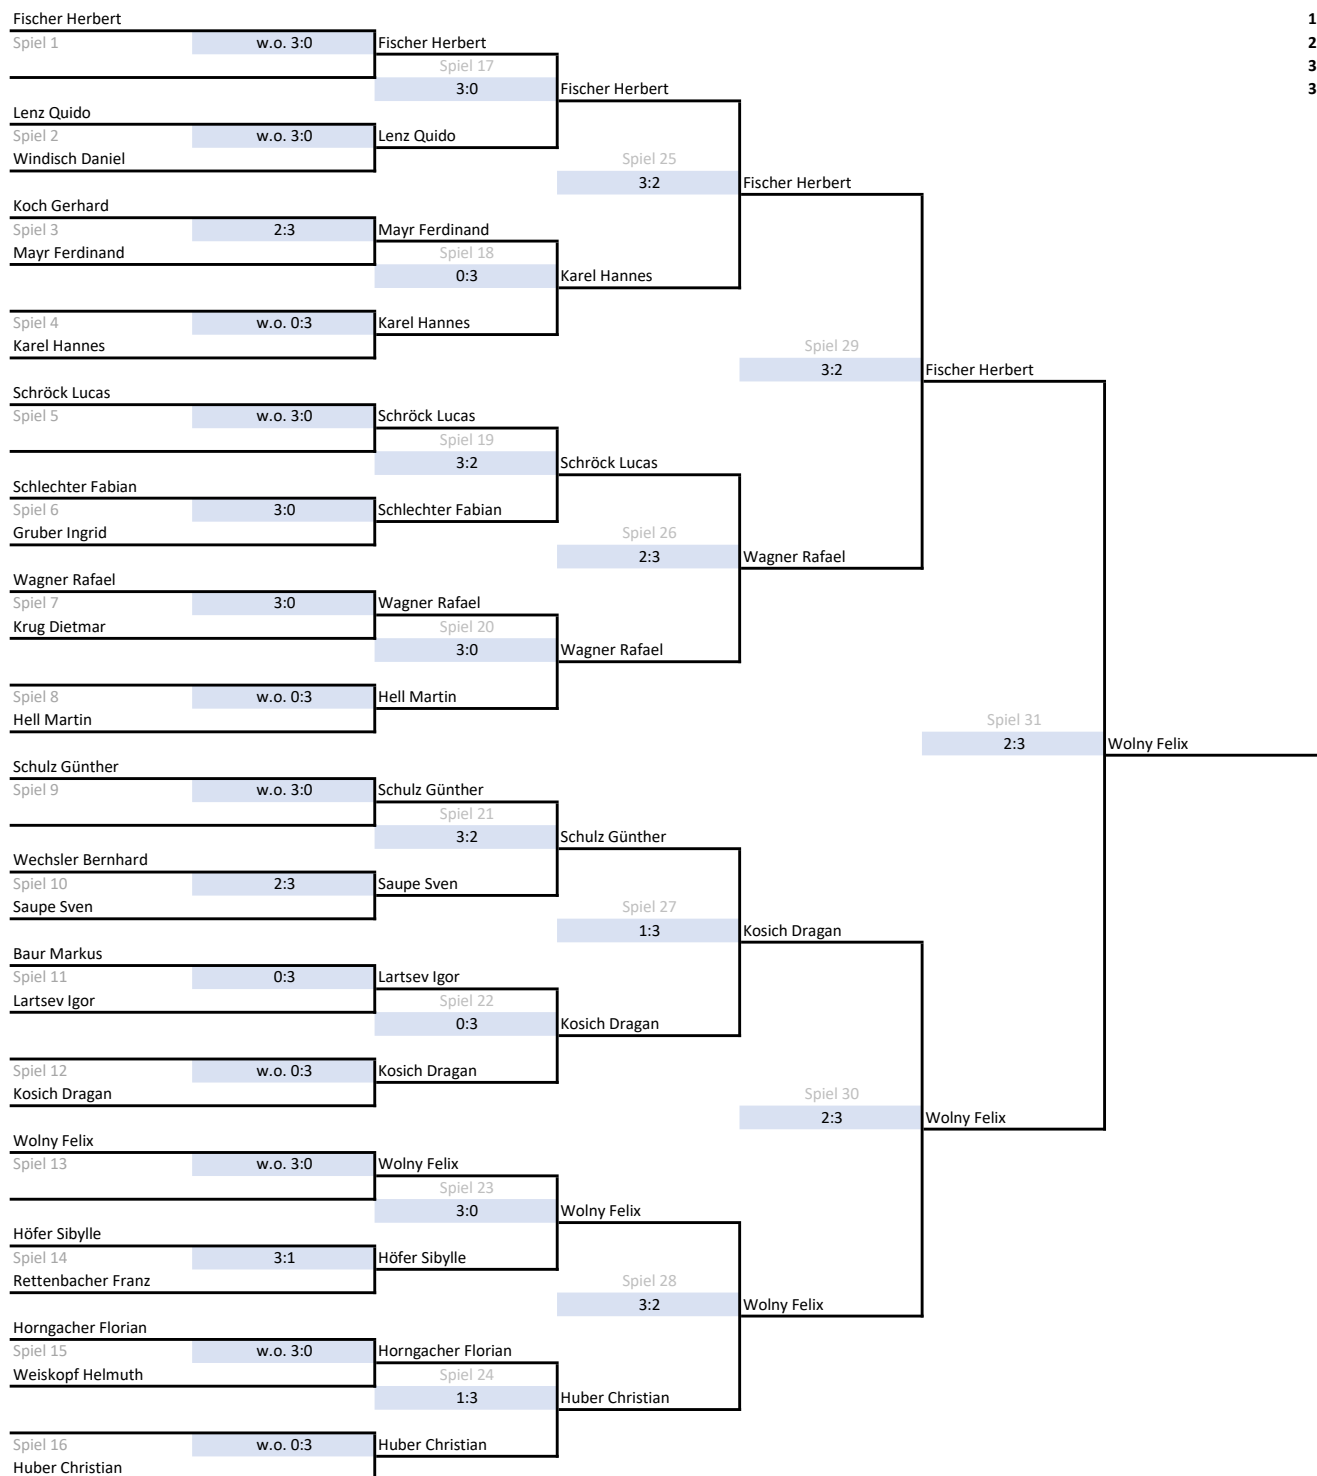 Fischer Herbert 1
Spiel 1 w.o. 3:0 Fischer Herbert 2
Spiel 17 3
3:0 Fischer Herbert 3
Lenz Quido
Spiel 2 w.o. 3:0 Lenz Quido
Windisch Daniel Spiel 25
3:2 Fischer Herbert
Koch Gerhard
Spiel 3 2:3 Mayr Ferdinand
Mayr Ferdinand Spiel 18
0:3 Karel Hannes
Spiel 4 w.o. 0:3 Karel Hannes
Karel Hannes Spiel 29
3:2 Fischer Herbert
Schröck Lucas
Spiel 5 w.o. 3:0 Schröck Lucas
Spiel 19
3:2 Schröck Lucas
Schlechter Fabian
Spiel 6 3:0 Schlechter Fabian
Gruber Ingrid Spiel 26
2:3 Wagner Rafael
Wagner Rafael
Spiel 7 3:0 Wagner Rafael
Krug Dietmar Spiel 20
3:0 Wagner Rafael
Spiel 8 w.o. 0:3 Hell Martin
Hell Martin Spiel 31
2:3 Wolny Felix
Schulz Günther
Spiel 9 w.o. 3:0 Schulz Günther
Spiel 21
3:2 Schulz Günther
Wechsler Bernhard
Spiel 10 2:3 Saupe Sven
Saupe Sven Spiel 27
1:3 Kosich Dragan
Baur Markus
Spiel 11 0:3 Lartsev Igor
Lartsev Igor Spiel 22
0:3 Kosich Dragan
Spiel 12 w.o. 0:3 Kosich Dragan
Kosich Dragan Spiel 30
2:3 Wolny Felix
Wolny Felix
Spiel 13 w.o. 3:0 Wolny Felix
Spiel 23
3:0 Wolny Felix
Höfer Sibylle
Spiel 14 3:1 Höfer Sibylle
Rettenbacher Franz Spiel 28
3:2 Wolny Felix
Horngacher Florian
Spiel 15 w.o. 3:0 Horngacher Florian
Weiskopf Helmuth Spiel 24
1:3 Huber Christian
Spiel 16 w.o. 0:3 Huber Christian
Huber Christian